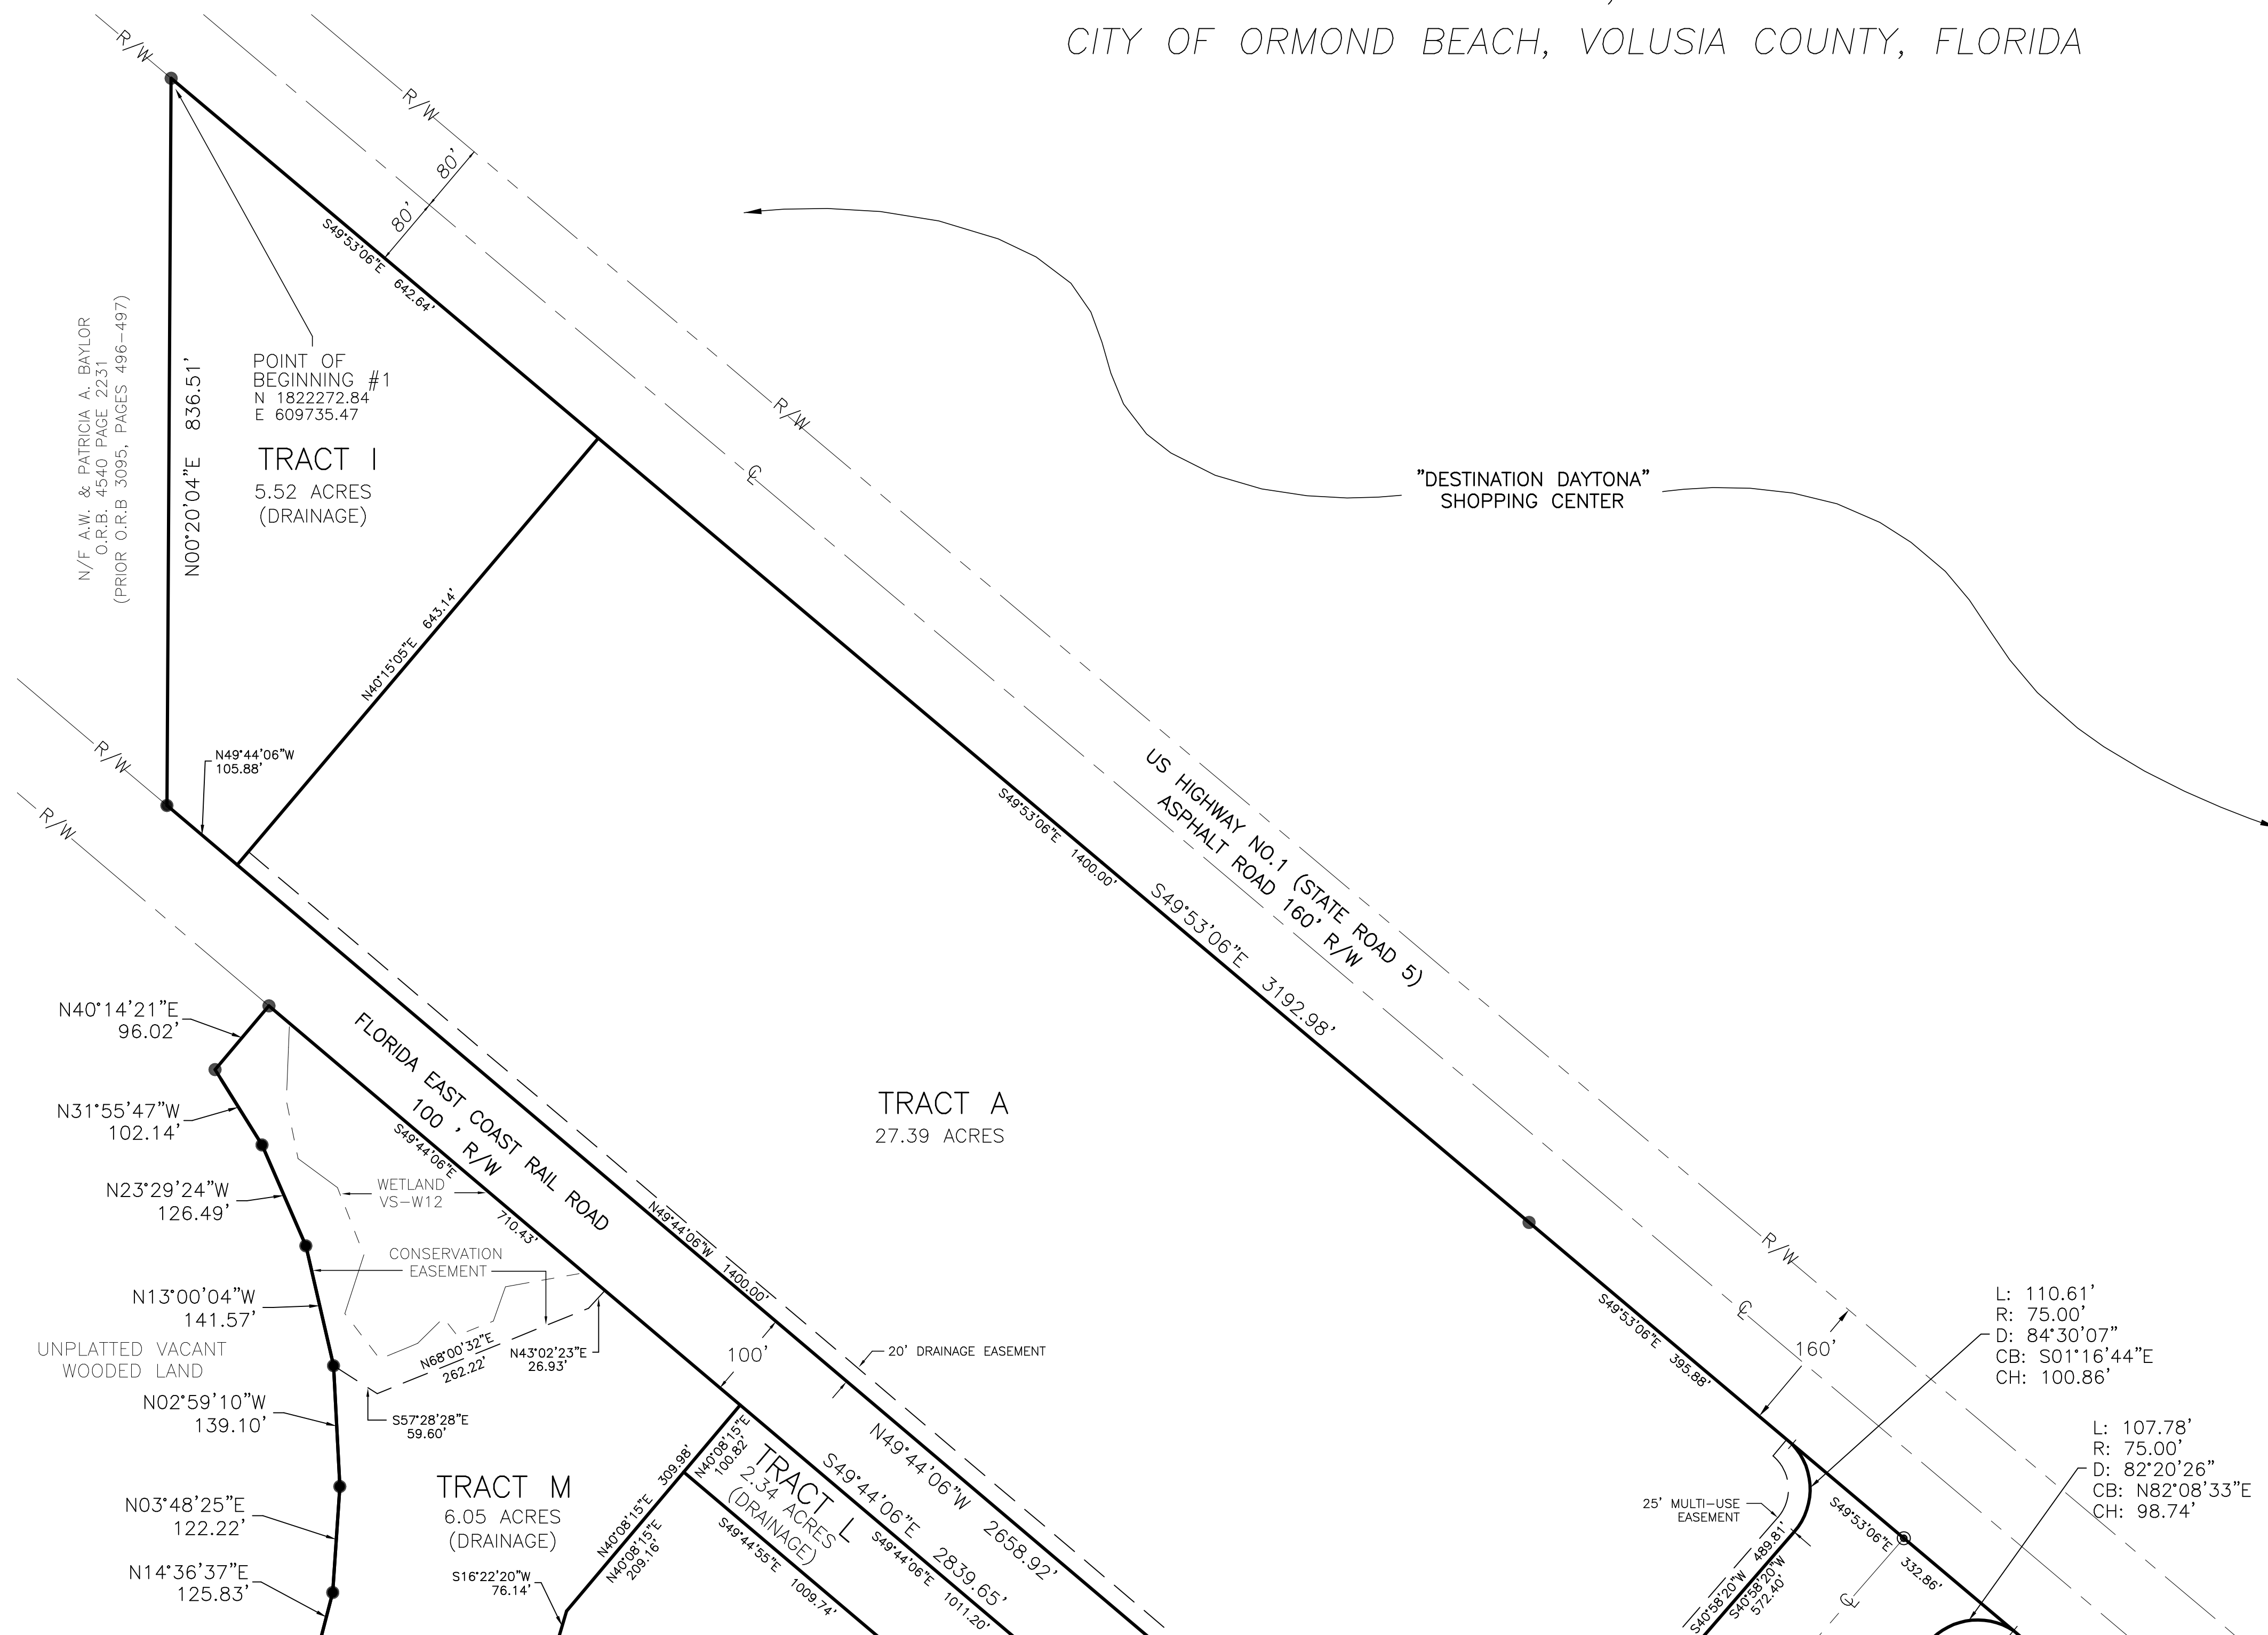 CITY OF ORMOND BEACH, VOLUSIA COUNTY, FLORIDA
R/W
R/W
80'
80'
S49°53'06"E 642.64'
N/F A.W. & PATRICIA A. BAYLOR
O.R.B. 4540 PAGE 2231
(PRIOR O.R.B 3095, PAGES 496-497)
N00°20'04"E 836.51'
POINT OF
BEGINNING #1
N 1822272.84
E 609735.47
TRACT I
5.52 ACRES
(DRAINAGE)
R/W
℄
"DESTINATION DAYTONA"
SHOPPING CENTER
N40°15'05"E 643.14'
R/W
N49°44'06"W
105.88'
R/W
US HIGHWAY NO.1 (STATE ROAD 5)
ASPHALT ROAD 160' R/W
S49°53'06"E 1400.00'
S49°53'06"E 3192.98'
N40°14'21"E
96.02'
FLORIDA EAST COAST RAIL ROAD
100 ' R/W
TRACT A
27.39 ACRES
N31°55'47"W
102.14'
S49°44'06"E
710.43'
WETLAND
VS-W12
N23°29'24"W
126.49'
N49°44'06"W 1400.00'
CONSERVATION
EASEMENT
R/W
N13°00'04"W
141.57'
℄
S49°53'06"E 395.88'
160'
L: 110.61'
R: 75.00'
D: 84°30'07"
CB: S01°16'44"E
CH: 100.86'
UNPLATTED VACANT
WOODED LAND
N68°00'32"E
262.22'
N43°02'23"E
26.93'
100'
20' DRAINAGE EASEMENT
N02°59'10"W
139.10'
S57°28'28"E
59.60'
L: 107.78'
R: 75.00'
D: 82°20'26"
CB: N82°08'33"E
CH: 98.74'
TRACT M
6.05 ACRES
(DRAINAGE)
N40°08'15"E 309.98'
N40°08'15"E
100.82'
N40°08'15"E
209.16'
TRACT L
2.34 ACRES
(DRAINAGE)
S49°44'55"E 1009.74'
S49°44'06"E 2839.65'
S49°44'06"E 1011.20'
N49°44'06"W 2658.92'
N03°48'25"E
122.22'
25' MULTI-USE
EASEMENT
S49°53'06"E 332.86'
S40°58'20"W 489.81'
S40°58'20"W
572.40'
℄
N14°36'37"E
125.83'
S16°22'20"W
76.14'